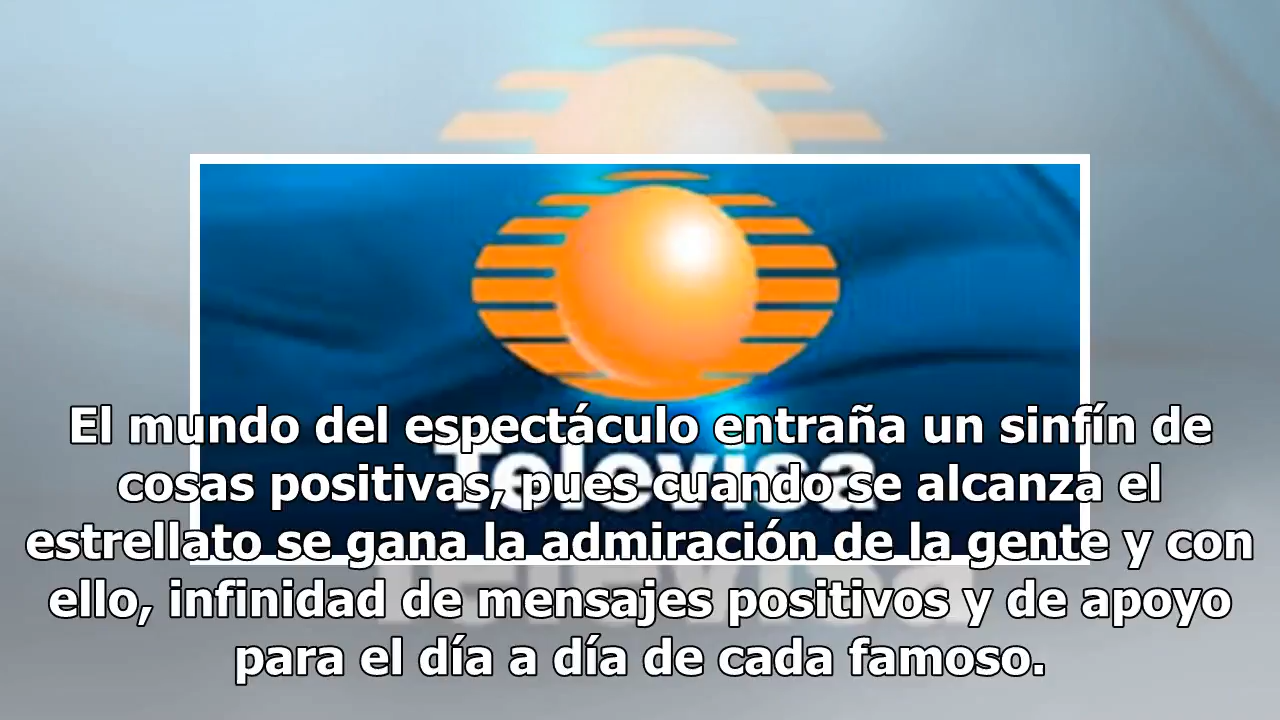 El mundo del espectáculo entraña un sinfín de
Televisa
cosas positivas, pues cuando se alcanza el
estrellato se gana la admiración de la gente y con
Televisa
ello, infinidad de mensajes positivos y de apoyo
para el día a día de cada famoso.